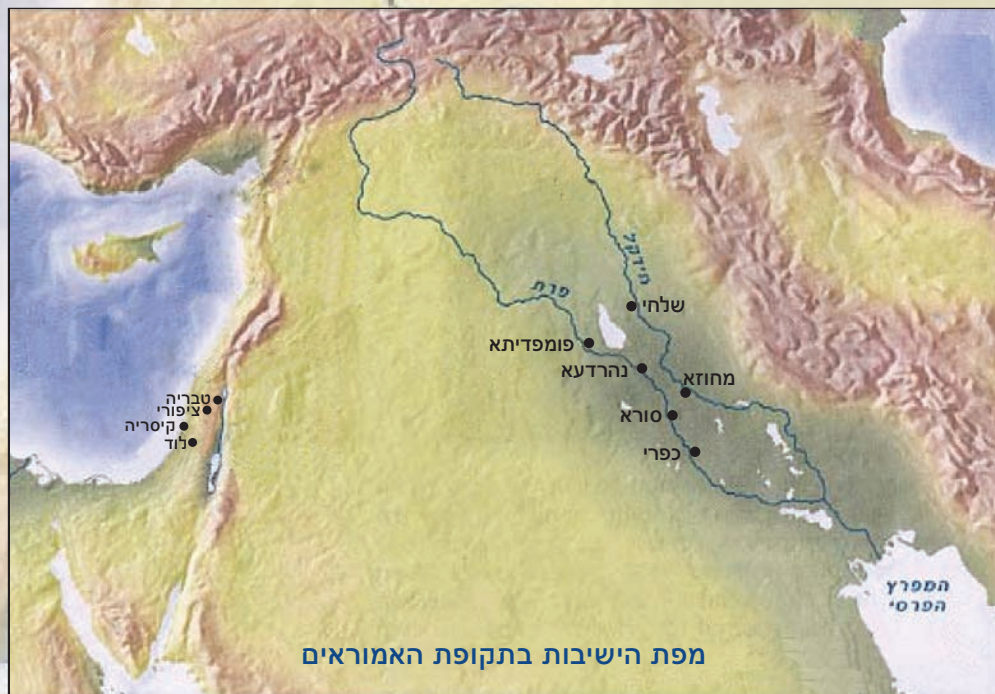 חידקל
פרת
שלחי
פומפדיתא
נהרדעא
מחוזא
סורא
כפרי
טבריה
ציפורי
קיסריה
לוד
המפרץ
הפרסי
מפת הישיבות בתקופת האמוראים